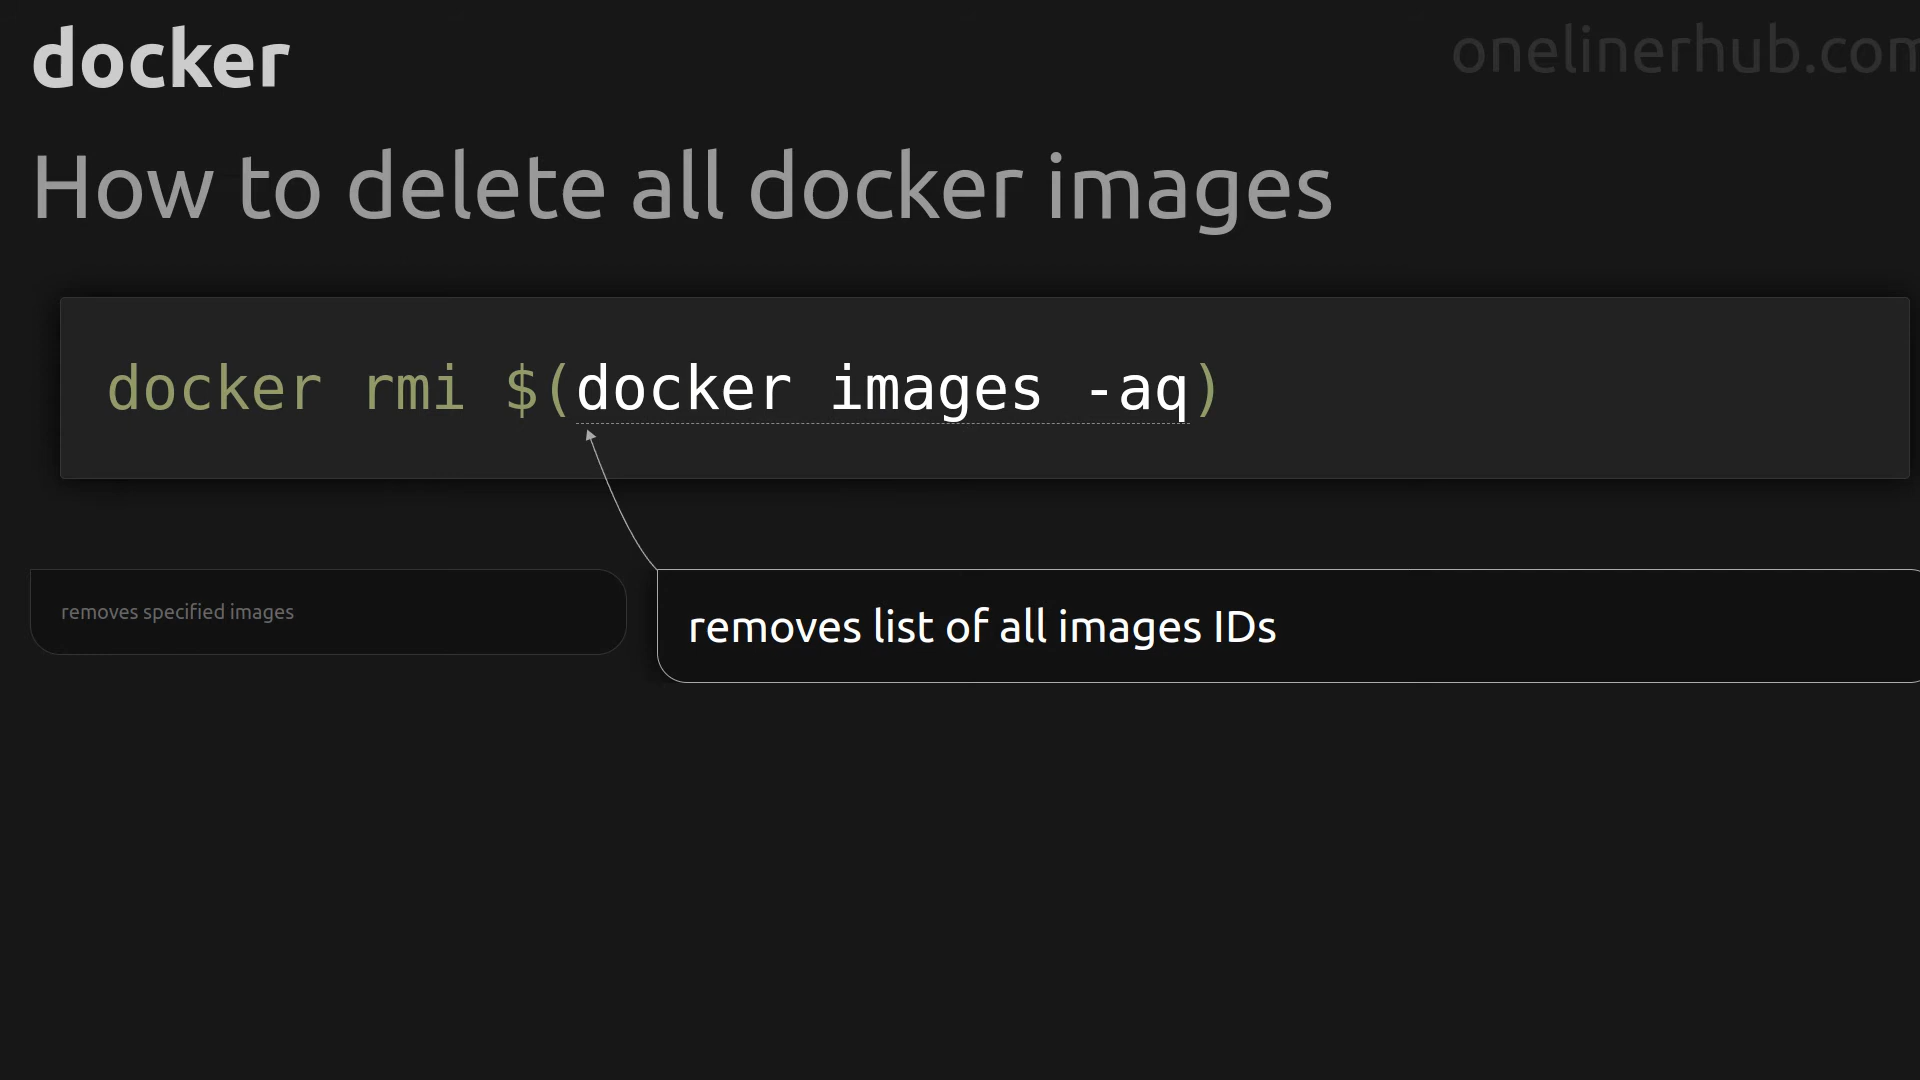 docker
onelinerhub.com
How to delete all docker images
docker rmi $(docker images -aq)
removes specified images
removes list of all images IDs